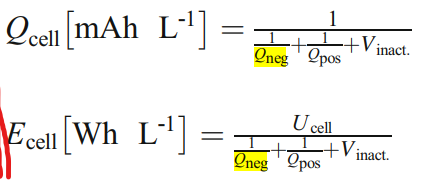 Q_cell [mAh L^-1] = 1 / (1/Q_neg + 1/Q_pos + V_inact.)
E_cell [Wh L^-1] = U_cell / (1/Q_neg + 1/Q_pos + V_inact.)